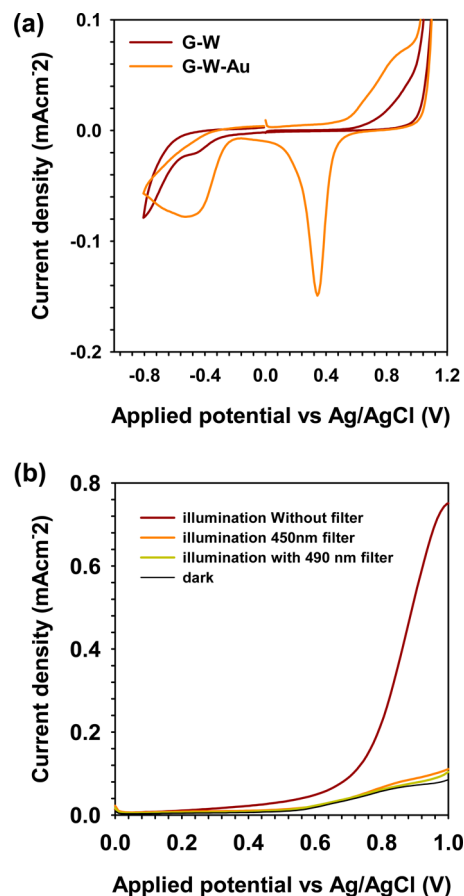 (a)
G-W
G-W-Au
Current density (mAcm-2)
0.1
0.0
-0.1
-0.2
-0.8 -0.4 0.0 0.4 0.8 1.2
Applied potential vs Ag/AgCl (V)
(b)
illumination Without filter
illumination 450nm filter
illumination with 490 nm filter
dark
Current density (mAcm-2)
0.8
0.6
0.4
0.2
0.0
0.0 0.2 0.4 0.6 0.8 1.0
Applied potential vs Ag/AgCl (V)